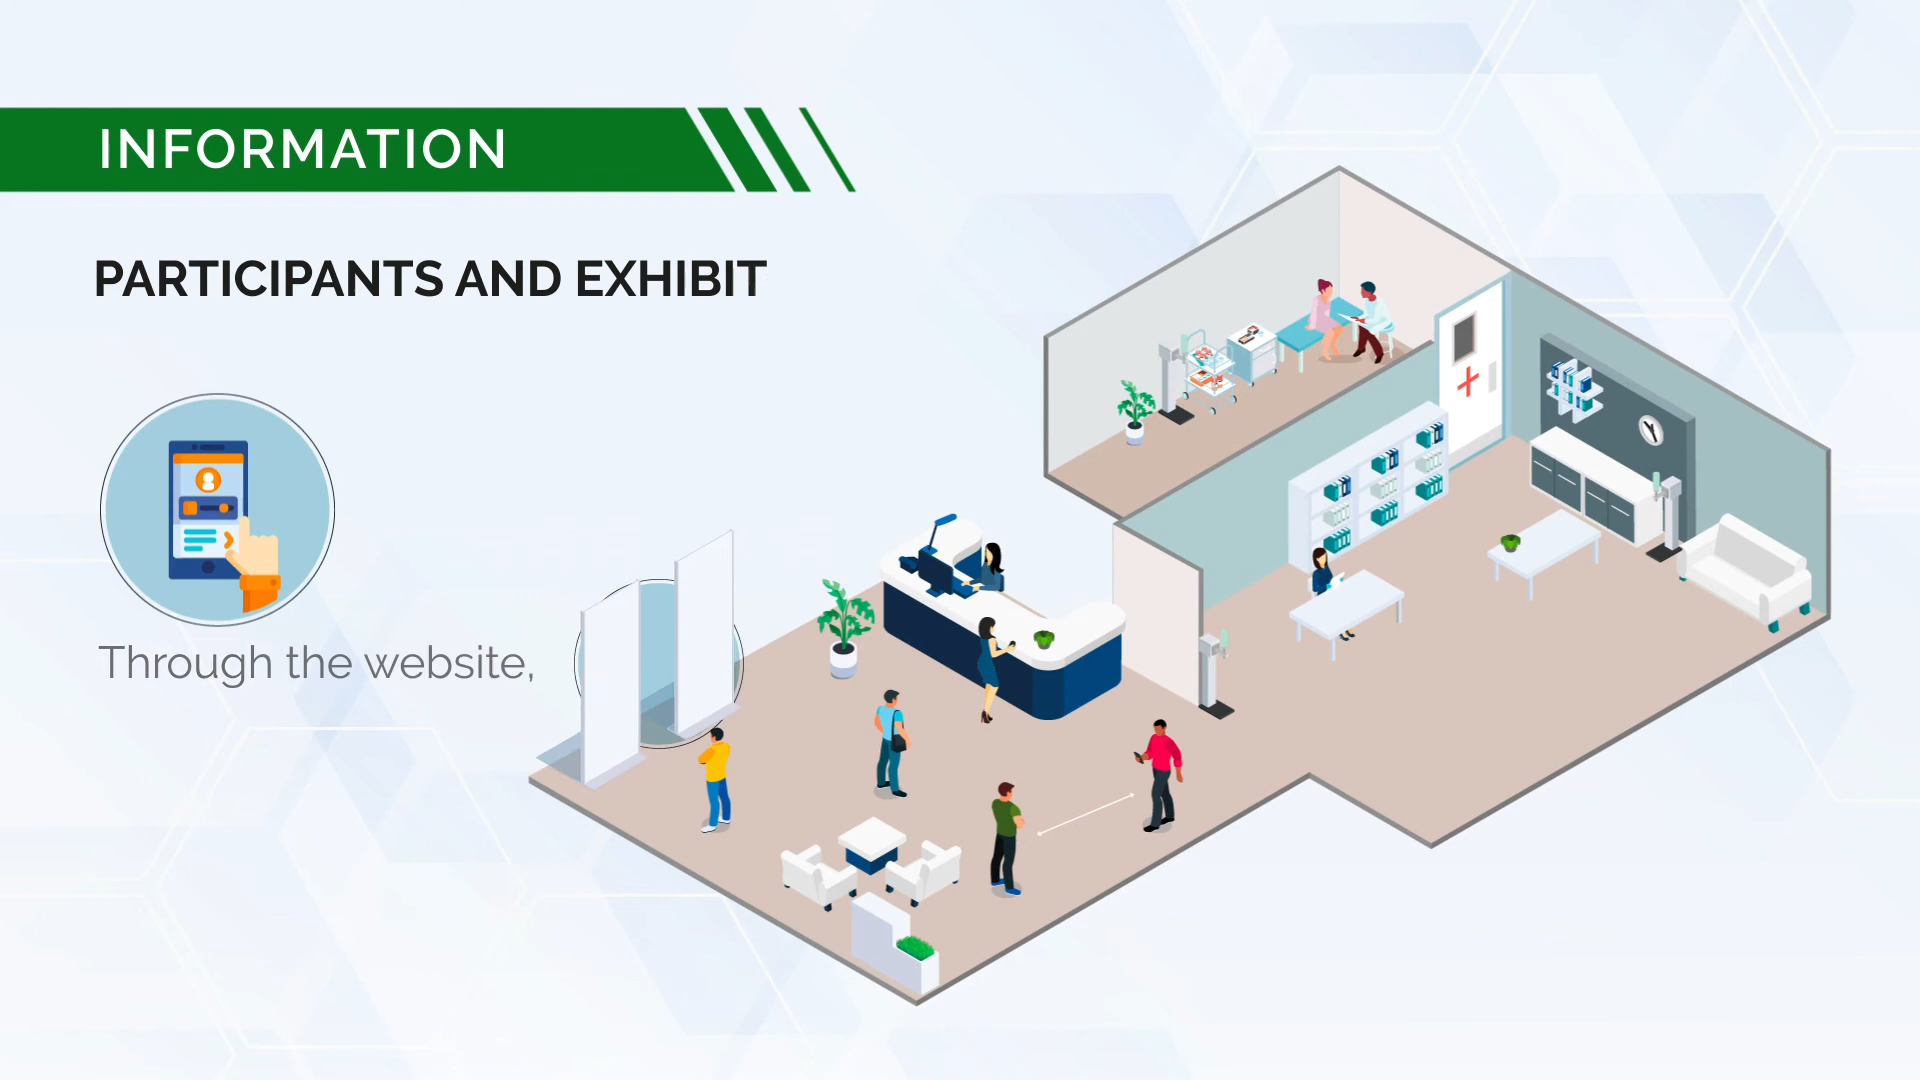 INFORMATION
PARTICIPANTS AND EXHIBIT
Through the website,